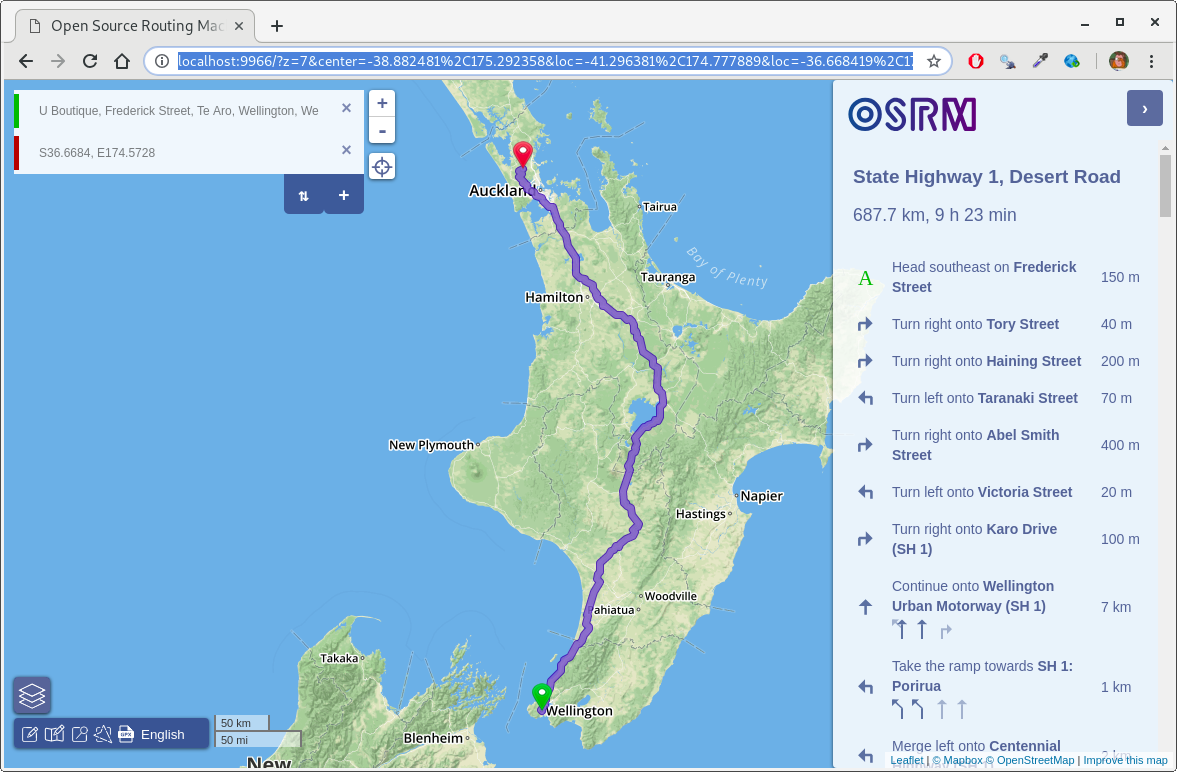 Open Source Routing Mac
localhost:9966/?z=7&center=-38.882481%2C175.292358&loc=-41.296381%2C174.777889&loc=-36.668419%2C17
U Boutique, Frederick Street, Te Aro, Wellington, We
S36.6684, E174.5728
+
-
Auckland
Tairua
Bay of Plenty
Tauranga
Hamilton
New Plymouth
Napier
Hastings
Woodville
Pahiatua
Takaka
Wellington
Blenheim
New
50 km
50 mi
GPX
English
OSRM
State Highway 1, Desert Road
687.7 km, 9 h 23 min
A
Head southeast on Frederick
Street
150 m
Turn right onto Tory Street
40 m
Turn right onto Haining Street
200 m
Turn left onto Taranaki Street
70 m
Turn right onto Abel Smith
Street
400 m
Turn left onto Victoria Street
20 m
Turn right onto Karo Drive
(SH 1)
100 m
Continue onto Wellington
Urban Motorway (SH 1)
7 km
Take the ramp towards SH 1:
Porirua
1 km
Merge left onto Centennial
Highway (SH 1)
Leaflet | © Mapbox © OpenStreetMap | Improve this map